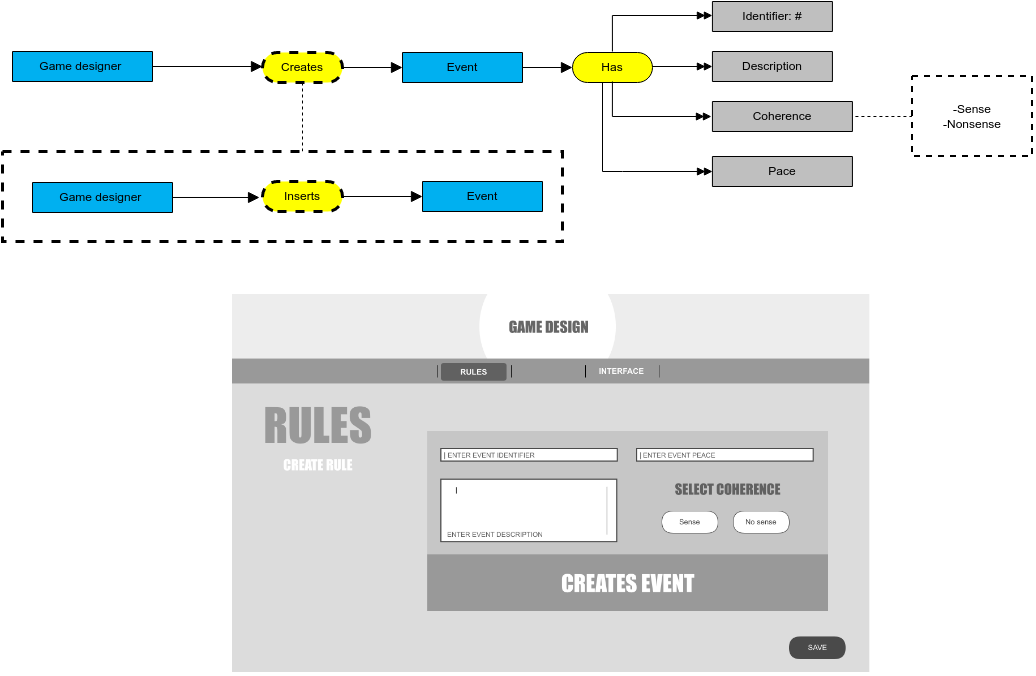 Identifier: #
Game designer
Creates
Event
Has
Description
Coherence
-Sense
-Nonsense
Pace
Game designer
Inserts
Event
GAME DESIGN
RULES
INTERFACE
RULES
CREATE RULE
| ENTER EVENT IDENTIFIER
| ENTER EVENT PEACE
|
ENTER EVENT DESCRIPTION
SELECT COHERENCE
Sense
No sense
CREATES EVENT
SAVE